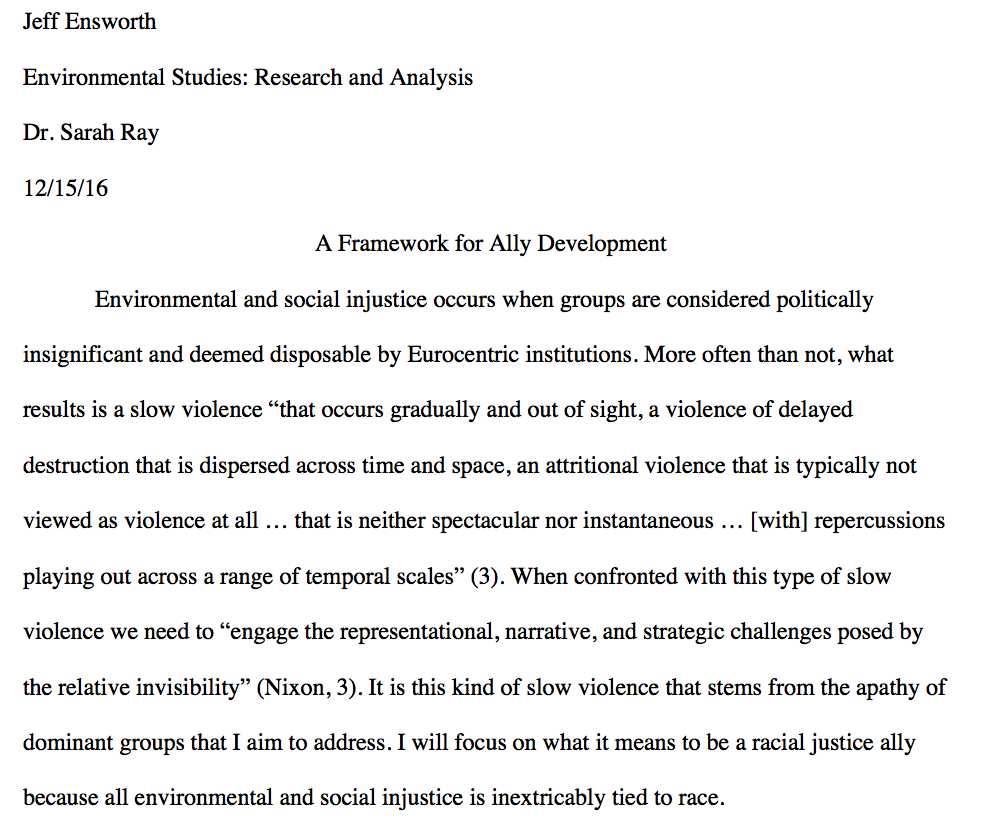 Jeff Ensworth
Environmental Studies: Research and Analysis
Dr. Sarah Ray
12/15/16
A Framework for Ally Development
Environmental and social injustice occurs when groups are considered politically
insignificant and deemed disposable by Eurocentric institutions. More often than not, what
results is a slow violence “that occurs gradually and out of sight, a violence of delayed
destruction that is dispersed across time and space, an attritional violence that is typically not
viewed as violence at all … that is neither spectacular nor instantaneous … [with] repercussions
playing out across a range of temporal scales” (3). When confronted with this type of slow
violence we need to “engage the representational, narrative, and strategic challenges posed by
the relative invisibility” (Nixon, 3). It is this kind of slow violence that stems from the apathy of
dominant groups that I aim to address. I will focus on what it means to be a racial justice ally
because all environmental and social injustice is inextricably tied to race.